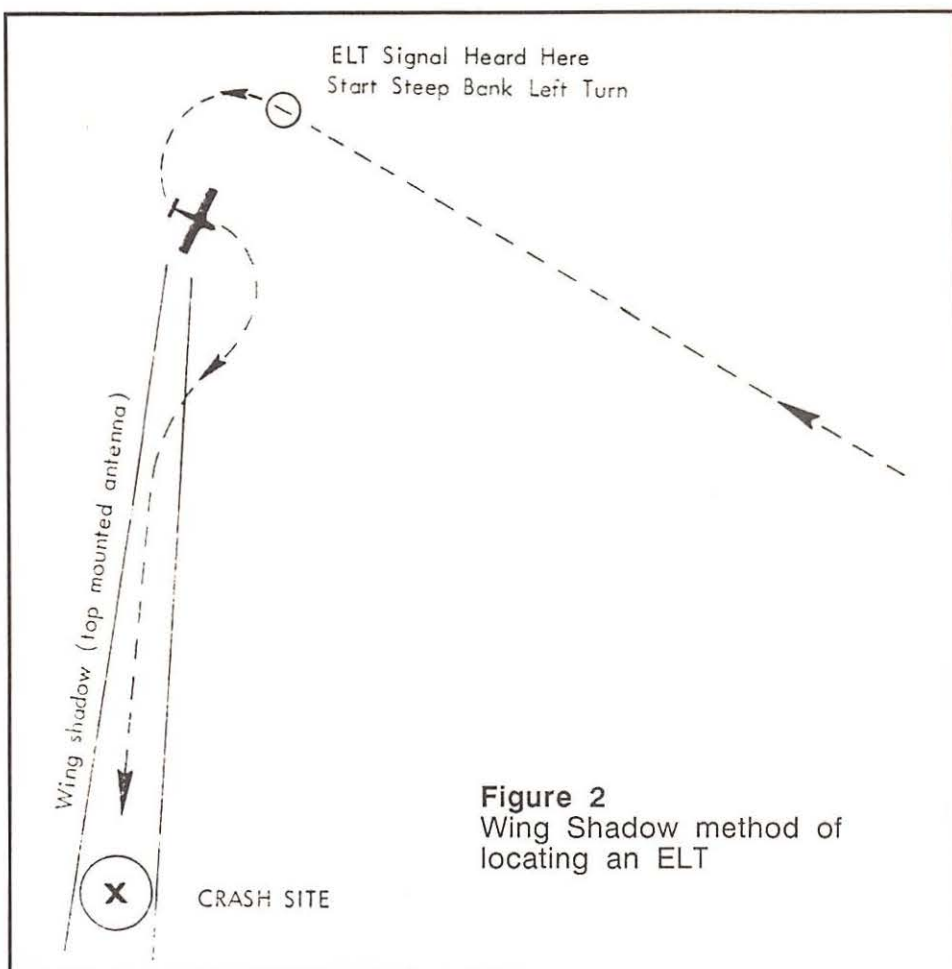 ELT Signal Heard Here
Start Steep Bank Left Turn
Wing shadow (top mounted antenna)
X
CRASH SITE
Figure 2
Wing Shadow method of
locating an ELT